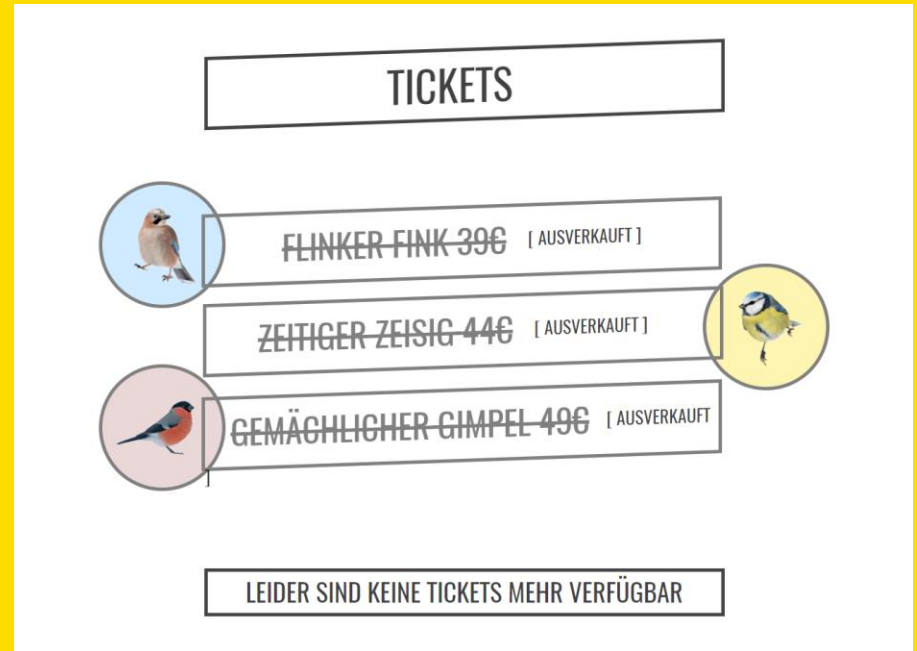 TICKETS
FLINKER FINK 39€ [ AUSVERKAUFT ]
ZEITIGER ZEISIG 44€ [ AUSVERKAUFT ]
GEMÄCHLICHER GIMPEL 49€ [ AUSVERKAUFT
]
LEIDER SIND KEINE TICKETS MEHR VERFÜGBAR